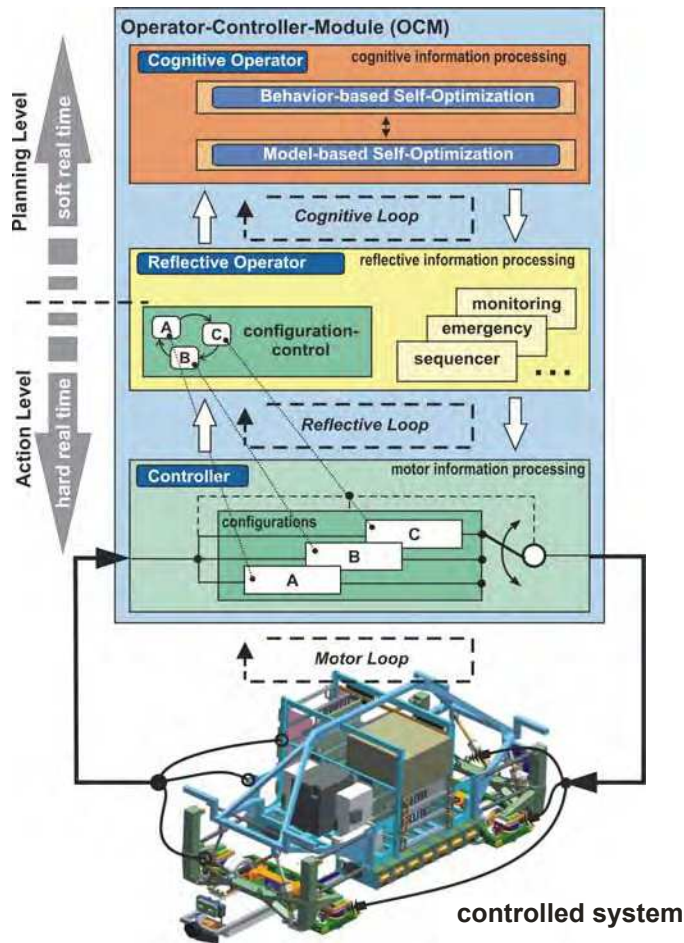 Operator-Controller-Module (OCM)
Cognitive Operator
cognitive information processing
Behavior-based Self-Optimization
Model-based Self-Optimization
Planning Level
soft real time
Cognitive Loop
Reflective Operator
reflective information processing
A
C
B
configuration-
control
monitoring
emergency
sequencer
...
Action Level
hard real time
Reflective Loop
Controller
motor information processing
configurations
C
B
A
Motor Loop
controlled system